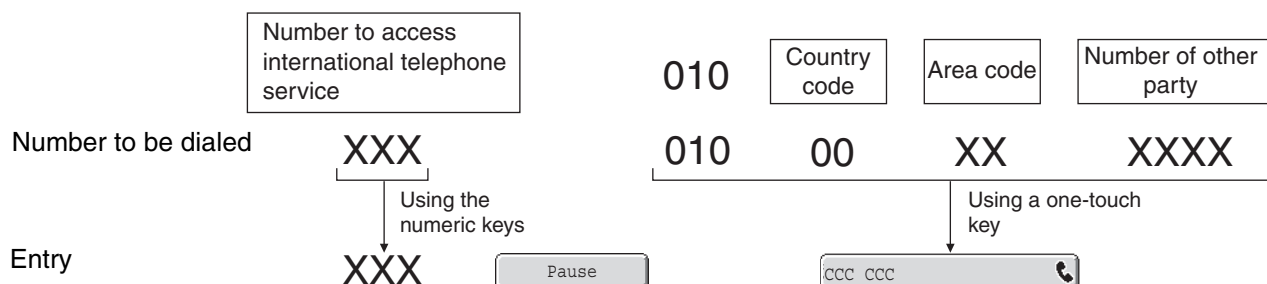 Number to access
international telephone
service
010
Country
code
Area code
Number of other
party
Number to be dialed
XXX
010
00
XX
XXXX
Using the
numeric keys
Using a one-touch
key
Entry
XXX
Pause
ccc ccc